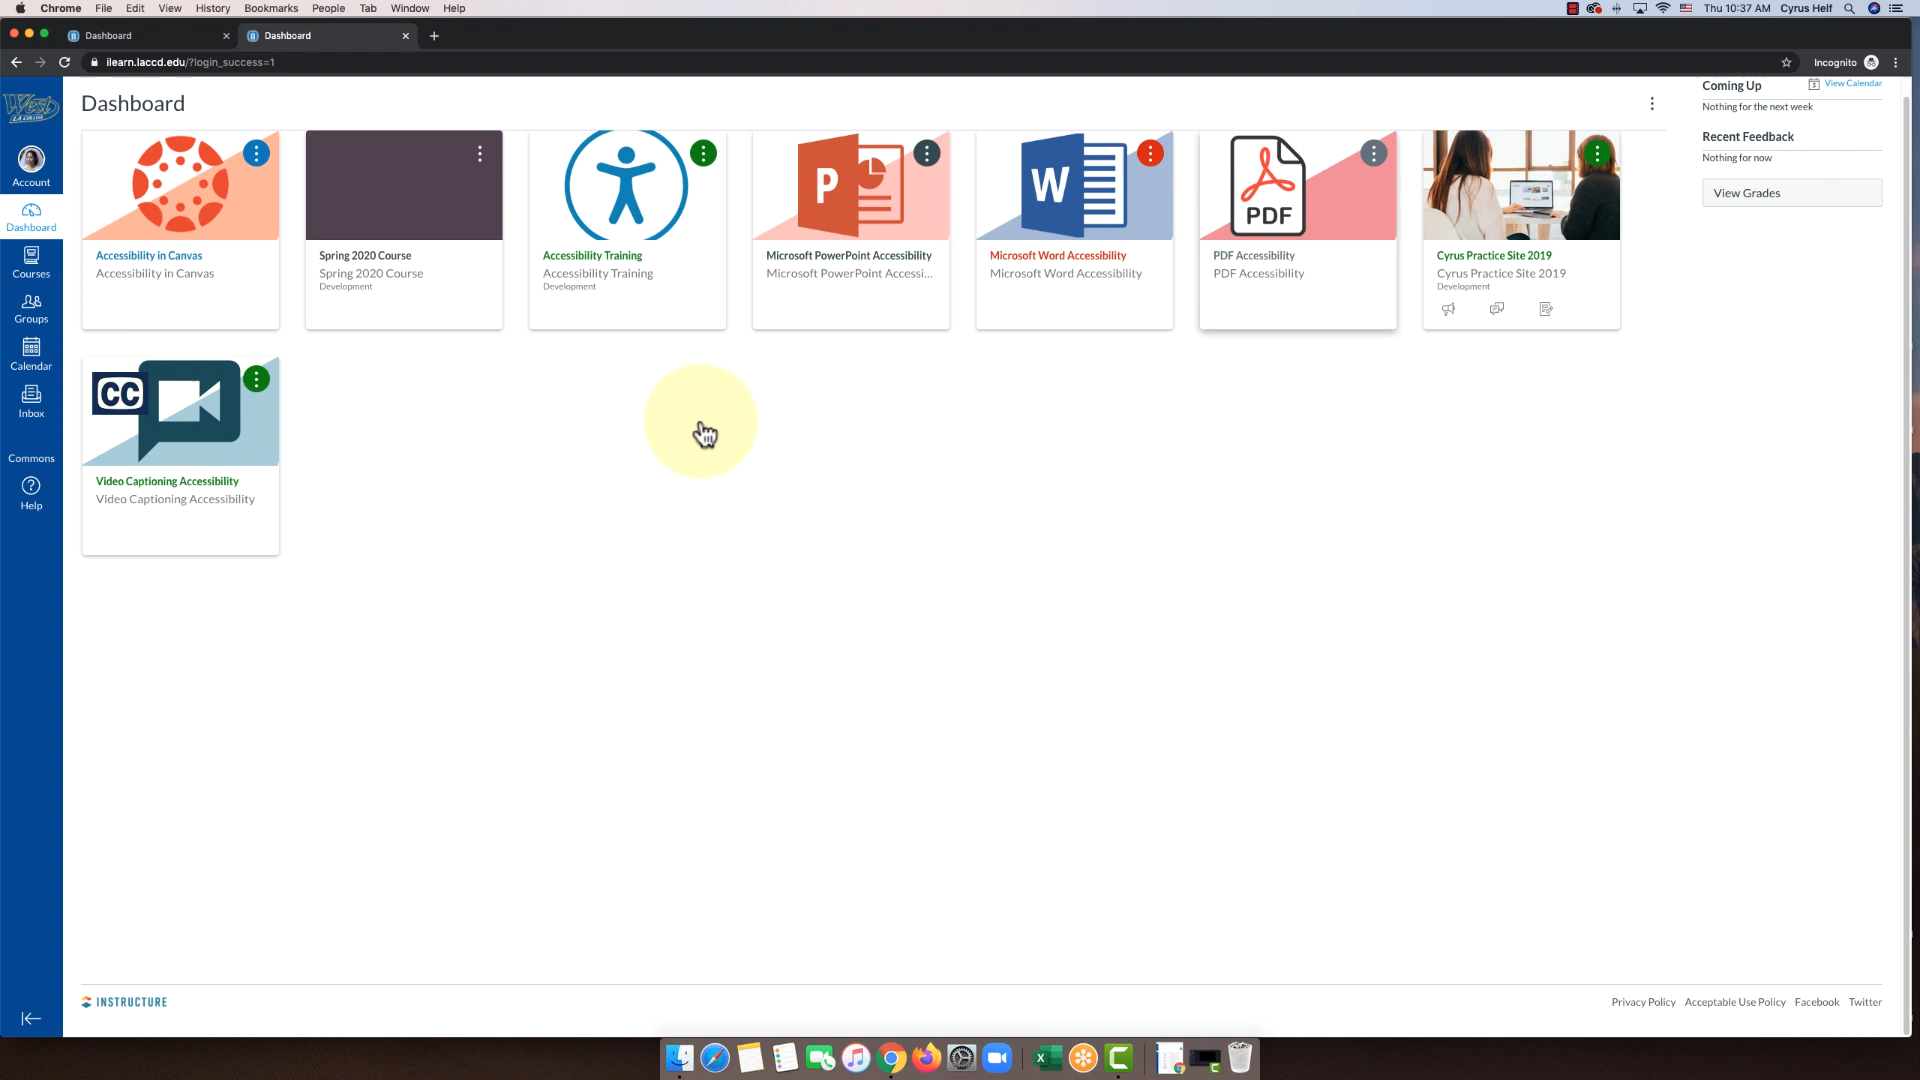 Chrome File Edit View History Bookmarks People Tab Window Help
Thu 10:37 AM Cyrus Helf
Dashboard
Dashboard
ilearn.laccd.edu/?login_success=1
Incognito
West
LA COLLEGE
Account
Dashboard
Courses
Groups
Calendar
Inbox
Commons
Help
Dashboard
Accessibility in Canvas
Accessibility in Canvas
Spring 2020 Course
Spring 2020 Course
Development
Accessibility Training
Accessibility Training
Development
P
Microsoft PowerPoint Accessibility
Microsoft PowerPoint Accessi...
W
Microsoft Word Accessibility
Microsoft Word Accessibility
PDF
PDF Accessibility
PDF Accessibility
Cyrus Practice Site 2019
Cyrus Practice Site 2019
Development
CC
Video Captioning Accessibility
Video Captioning Accessibility
Coming Up
View Calendar
Nothing for the next week
Recent Feedback
Nothing for now
View Grades
INSTRUCTURE
Privacy Policy Acceptable Use Policy Facebook Twitter